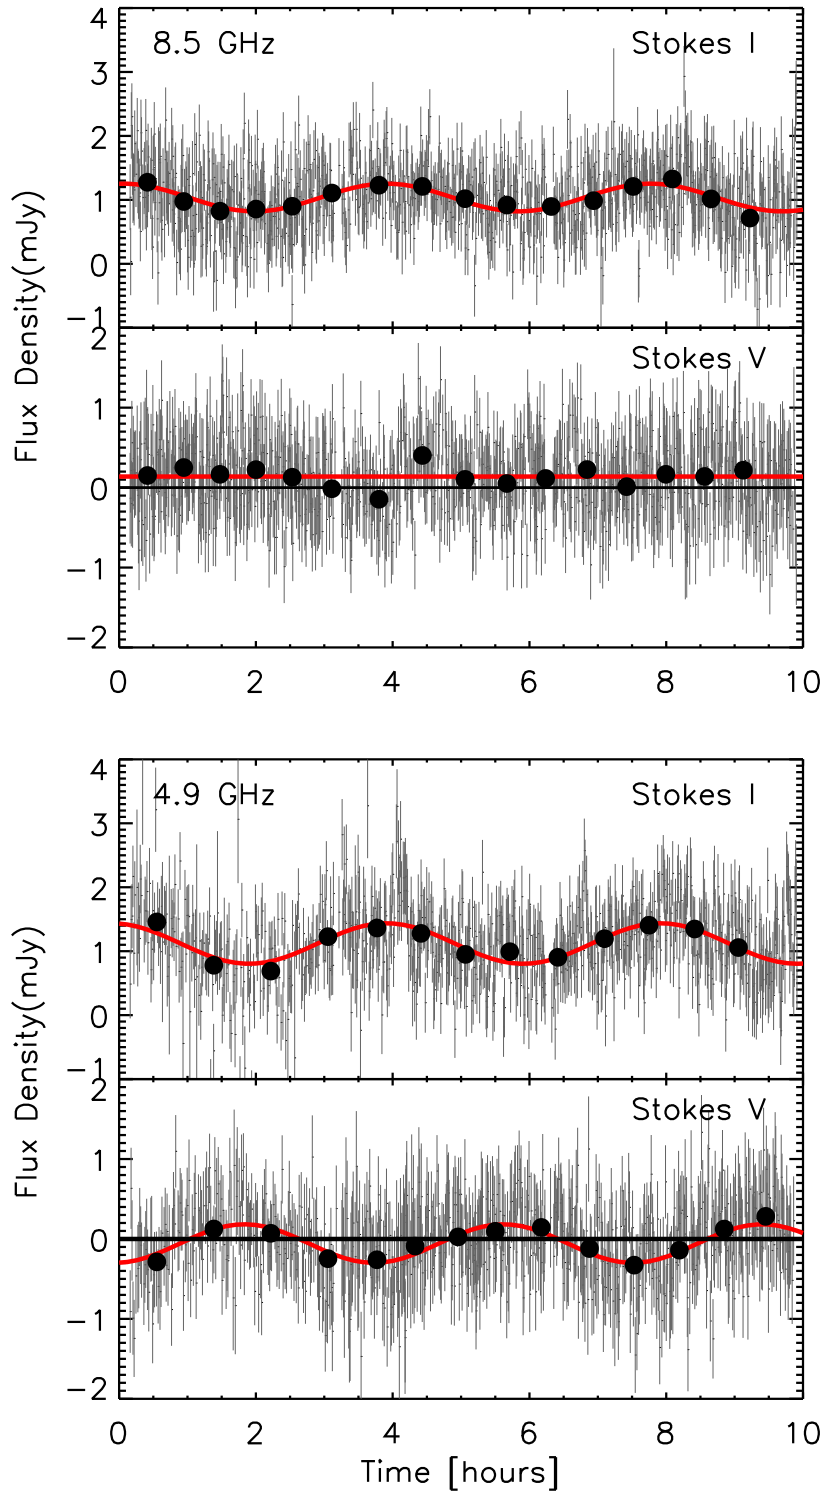 8.5 GHz
Stokes I
4
3
2
1
0
−1
Stokes V
2
1
0
−1
−2
Flux Density(mJy)
0 2 4 6 8 10
4.9 GHz
Stokes I
4
3
2
1
0
−1
Stokes V
2
1
0
−1
−2
Flux Density(mJy)
0 2 4 6 8 10
Time [hours]